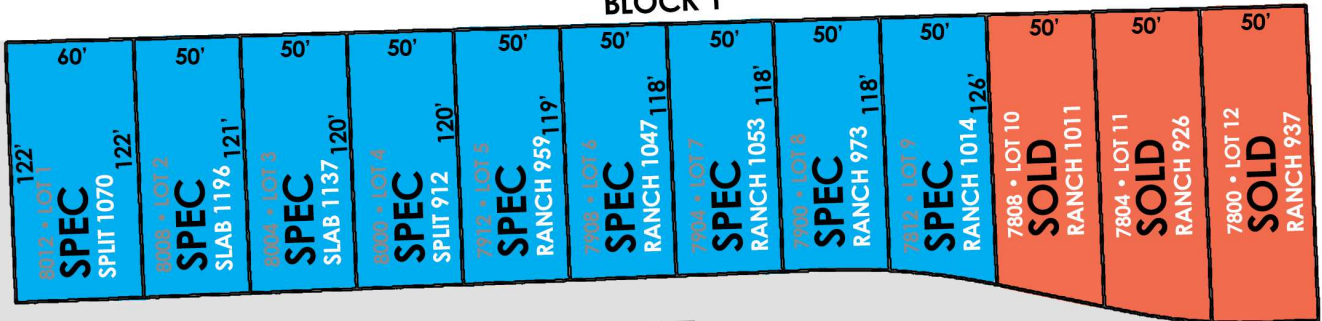 BLOCK 1
60'
122'
8012 • LOT 1
SPEC
SPLIT 1070
122'
50'
8008 • LOT 2
SPEC
SLAB 1196
121'
50'
8004 • LOT 3
SPEC
SLAB 1137
120'
50'
8000 • LOT 4
SPEC
SPLIT 912
120'
50'
7912 • LOT 5
SPEC
RANCH 959
119'
50'
7908 • LOT 6
SPEC
RANCH 1047
118'
50'
7904 • LOT 7
SPEC
RANCH 1053
118'
50'
7900 • LOT 8
SPEC
RANCH 973
118'
50'
7812 • LOT 9
SPEC
RANCH 1014
126'
50'
7808 • LOT 10
SOLD
RANCH 1011
50'
7804 • LOT 11
SOLD
RANCH 926
50'
7800 • LOT 12
SOLD
RANCH 937